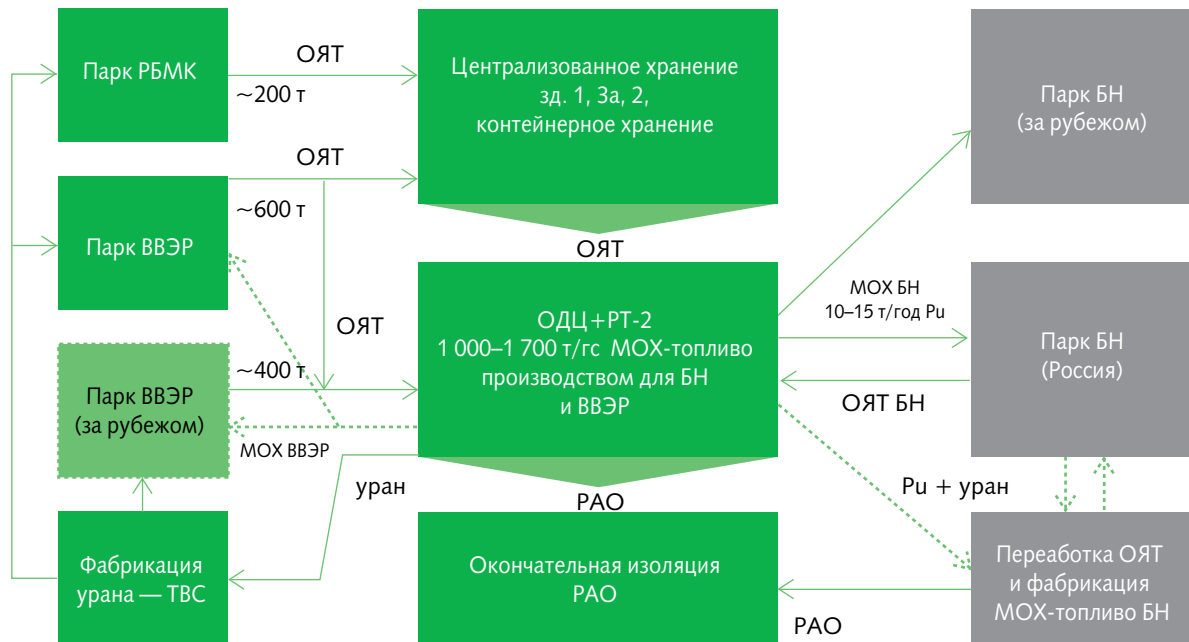 Парк РБМК
ОЯТ
~200 т
Централизованное хранение
зд. 1, 3а, 2,
контейнерное хранение
Парк БН
(за рубежом)
ОЯТ
~600 т
Парк ВВЭР
ОЯТ
ОЯТ
ОДЦ+РТ-2
1 000–1 700 т/гс МОХ-топливо
производством для БН
и ВВЭР
МОХ БН
10–15 т/год Pu
Парк БН
(Россия)
~400 т
Парк ВВЭР
(за рубежом)
ОЯТ БН
МОХ ВВЭР
уран
РАО
Pu + уран
Фабрикация
урана — ТВС
Окончательная изоляция
РАО
Переаботка ОЯТ
и фабрикация
МОХ-топливо БН
РАО